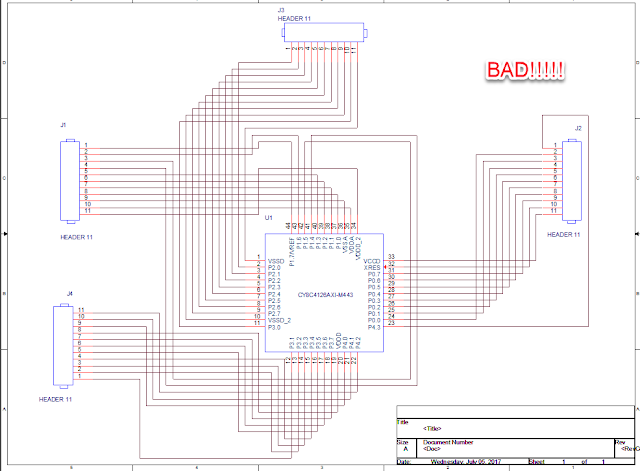 J3
HEADER 11
1 2 3 4 5 6 7 8 9 10 11
BAD!!!!!
J1
1
2
3
4
5
6
7
8
9
10
11
HEADER 11
J2
1
2
3
4
5
6
7
8
9
10
11
HEADER 11
U1
44 43 42 41 40 39 38 37 36 35 34
P1.7/VREF P1.6 P1.5 P1.4 P1.3 P1.2 P1.1 P1.0 VSSA VDDA VDDD_2
1 VSSD
2 P2.0
3 P2.1
4 P2.2
5 P2.3
6 P2.4
7 P2.5
8 P2.6
9 P2.7
10 VSSD_2
11 P3.0
CY8C4126AXI-M443
VCCD 33
XRES 32
P0.7 31
P0.6 30
P0.5 29
P0.4 28
P0.3 27
P0.2 26
P0.1 25
P0.0 24
P4.3 23
P3.1 P3.2 P3.3 P3.4 P3.5 P3.6 P3.7 VDDD P4.0 P4.1 P4.2
12 13 14 15 16 17 18 19 20 21 22
J4
11
10
9
8
7
6
5
4
3
2
1
HEADER 11
Title
<Title>
Size Document Number Rev
A <Doc> <RevC
Date: Wednesday, July 05, 2017 Sheet 1 of 1